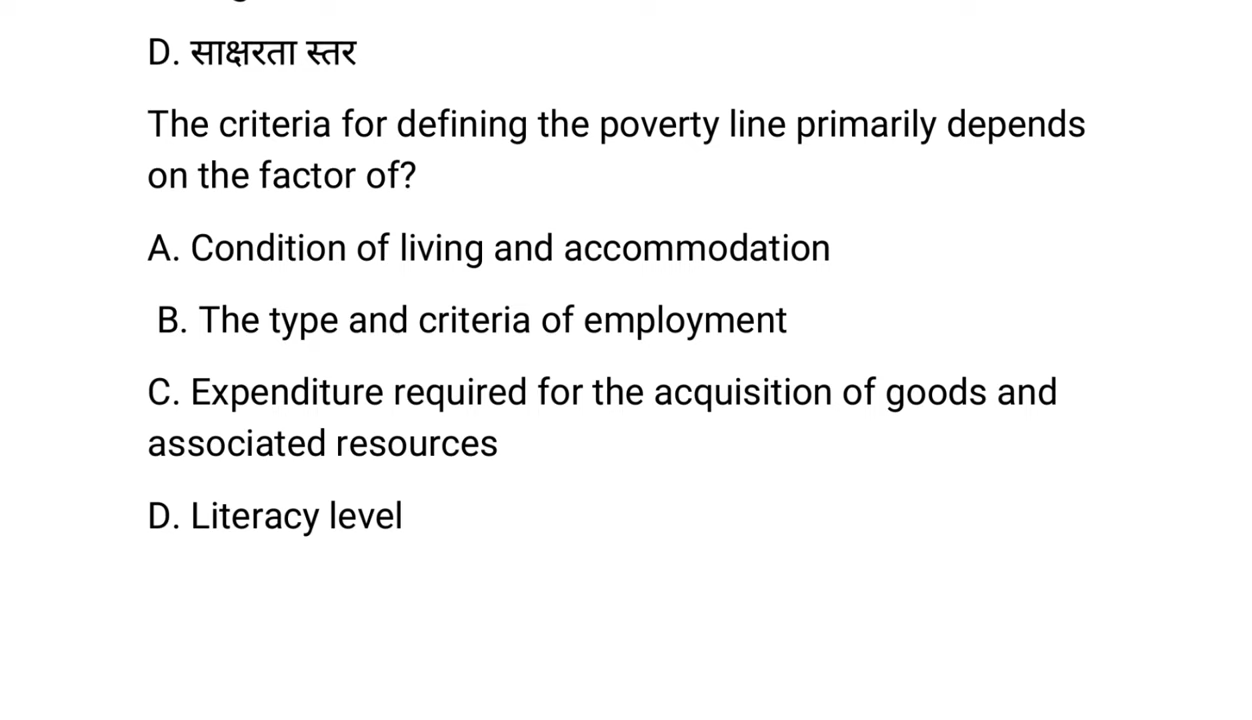 D. साक्षरता स्तर
The criteria for defining the poverty line primarily depends
on the factor of?
A. Condition of living and accommodation
B. The type and criteria of employment
C. Expenditure required for the acquisition of goods and
associated resources
D. Literacy level